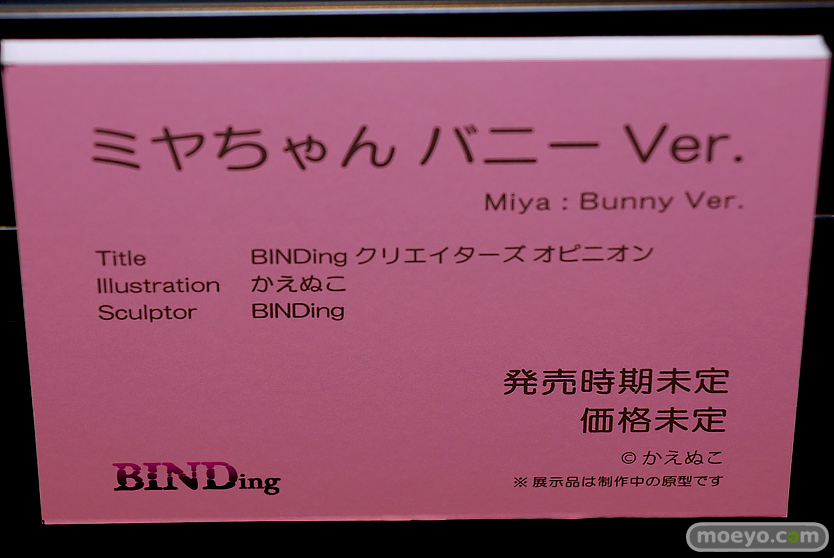 ミヤちゃん バニー Ver.
Miya : Bunny Ver.
Title BINDing クリエイターズ オピニオン
Illustration かえぬこ
Sculptor BINDing
発売時期未定
価格未定
© かえぬこ
※ 展示品は制作中の原型です
BINDing
moeyo.com